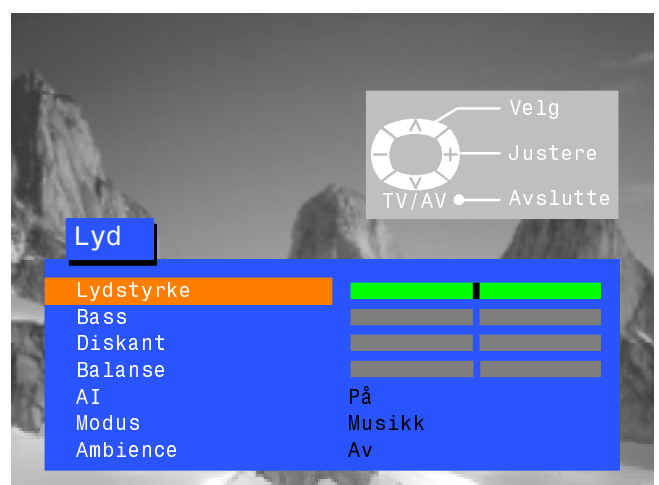 Velg
Justere
TV/AV Avslutte
Lyd
Lydstyrke
Bass
Diskant
Balanse
AI På
Modus Musikk
Ambience Av